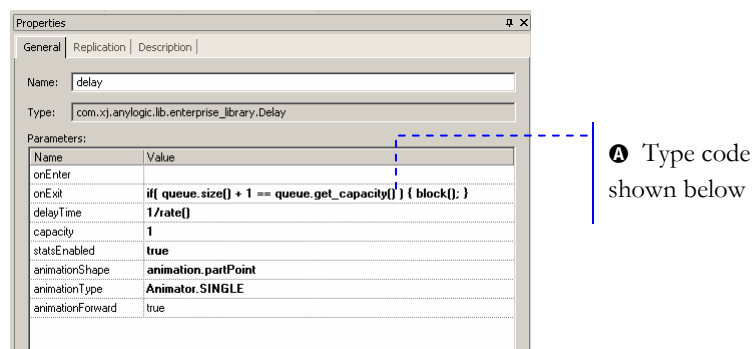 Properties
General Replication Description
Name: delay
Type: com.xj.anylogic.lib.enterprise_library.Delay
Parameters:
Name Value
onEnter
onExit if( queue.size() + 1 == queue.get_capacity() ) { block(); }
delayTime 1/rate()
capacity 1
statsEnabled true
animationShape animation.partPoint
animationType Animator.SINGLE
animationForward true
A Type code
shown below